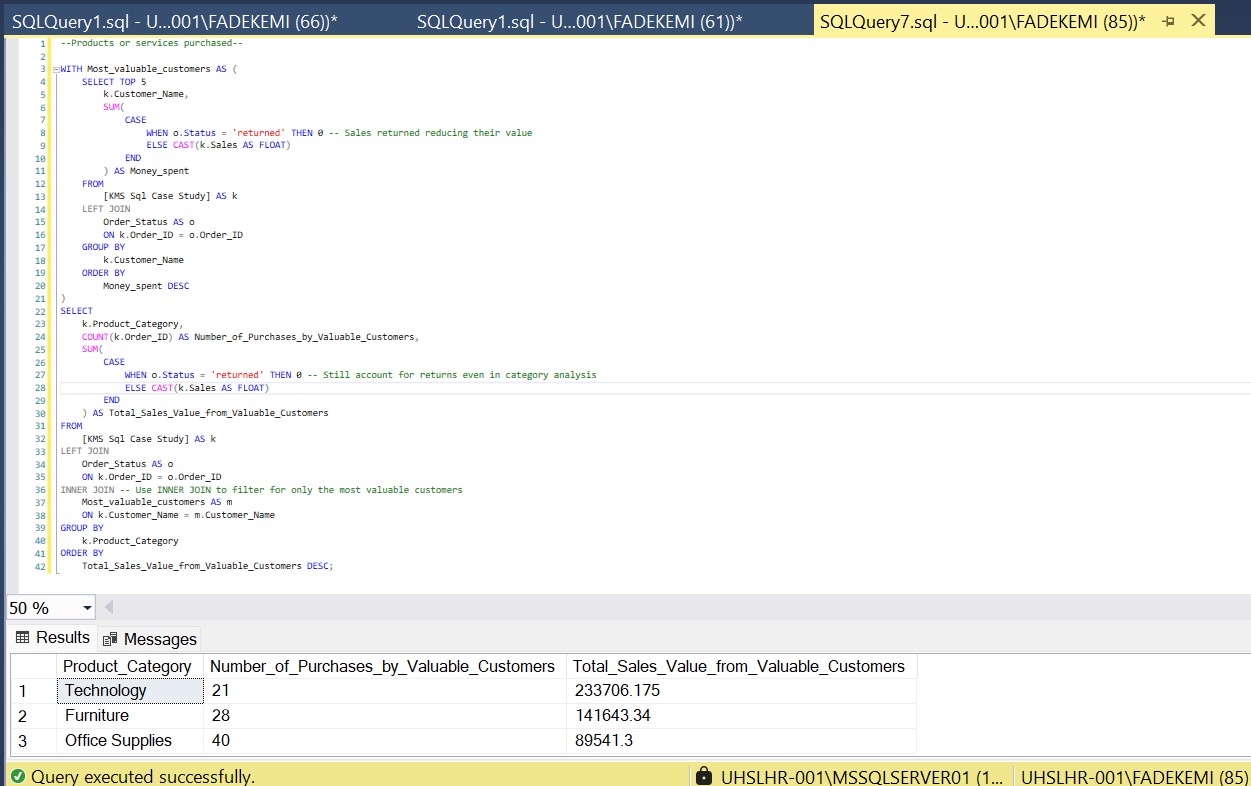 SQLQuery1.sql - U...001\FADEKEMI (66))* SQLQuery1.sql - U...001\FADEKEMI (61))* SQLQuery7.sql - U...001\FADEKEMI (85))*
1 --Products or services purchased--
2
3 WITH Most_valuable_customers AS (
4 SELECT TOP 5
5 k.Customer_Name,
6 SUM(
7 CASE
8 WHEN o.Status = 'returned' THEN 0 -- Sales returned reducing their value
9 ELSE CAST(k.Sales AS FLOAT)
10 END
11 ) AS Money_spent
12 FROM
13 [KMS Sql Case Study] AS k
14 LEFT JOIN
15 Order_Status AS o
16 ON k.Order_ID = o.Order_ID
17 GROUP BY
18 k.Customer_Name
19 ORDER BY
20 Money_spent DESC
21 )
22 SELECT
23 k.Product_Category,
24 COUNT(k.Order_ID) AS Number_of_Purchases_by_Valuable_Customers,
25 SUM(
26 CASE
27 WHEN o.Status = 'returned' THEN 0 -- Still account for returns even in category analysis
28 ELSE CAST(k.Sales AS FLOAT)
29 END
30 ) AS Total_Sales_Value_from_Valuable_Customers
31 FROM
32 [KMS Sql Case Study] AS k
33 LEFT JOIN
34 Order_Status AS o
35 ON k.Order_ID = o.Order_ID
36 INNER JOIN -- Use INNER JOIN to filter for only the most valuable customers
37 Most_valuable_customers AS m
38 ON k.Customer_Name = m.Customer_Name
39 GROUP BY
40 k.Product_Category
41 ORDER BY
42 Total_Sales_Value_from_Valuable_Customers DESC;
50 %
Results Messages
Product_Category Number_of_Purchases_by_Valuable_Customers Total_Sales_Value_from_Valuable_Customers
1 Technology 21 233706.175
2 Furniture 28 141643.34
3 Office Supplies 40 89541.3
Query executed successfully. UHSLHR-001\MSSQLSERVER01 (1... UHSLHR-001\FADEKEMI (85)